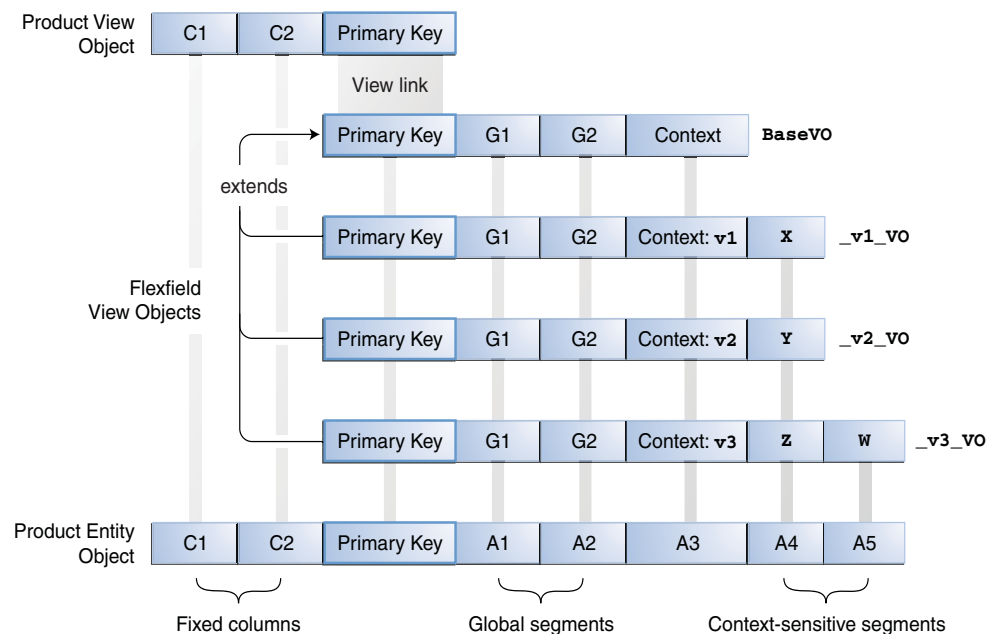 Product View
Object
C1 C2 Primary Key
View link
Primary Key G1 G2 Context BaseVO
extends
Primary Key G1 G2 Context: v1 X _v1_VO
Flexfield
View Objects
Primary Key G1 G2 Context: v2 Y _v2_VO
Primary Key G1 G2 Context: v3 Z W _v3_VO
Product Entity
Object
C1 C2 Primary Key A1 A2 A3 A4 A5
Fixed columns Global segments Context-sensitive segments